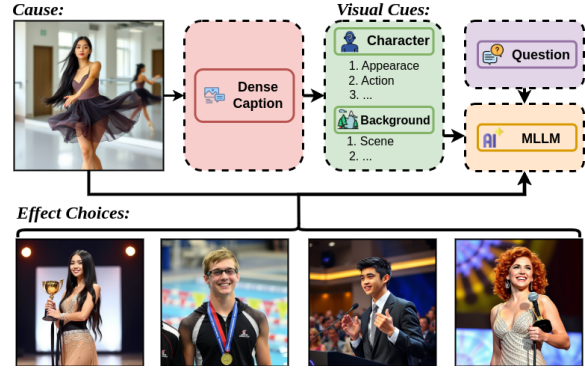 Cause:
Visual Cues:
Dense
Caption
Character
1. Appearace
2. Action
3. ...
Background
1. Scene
2. ...
Question
AI
MLLM
Effect Choices: